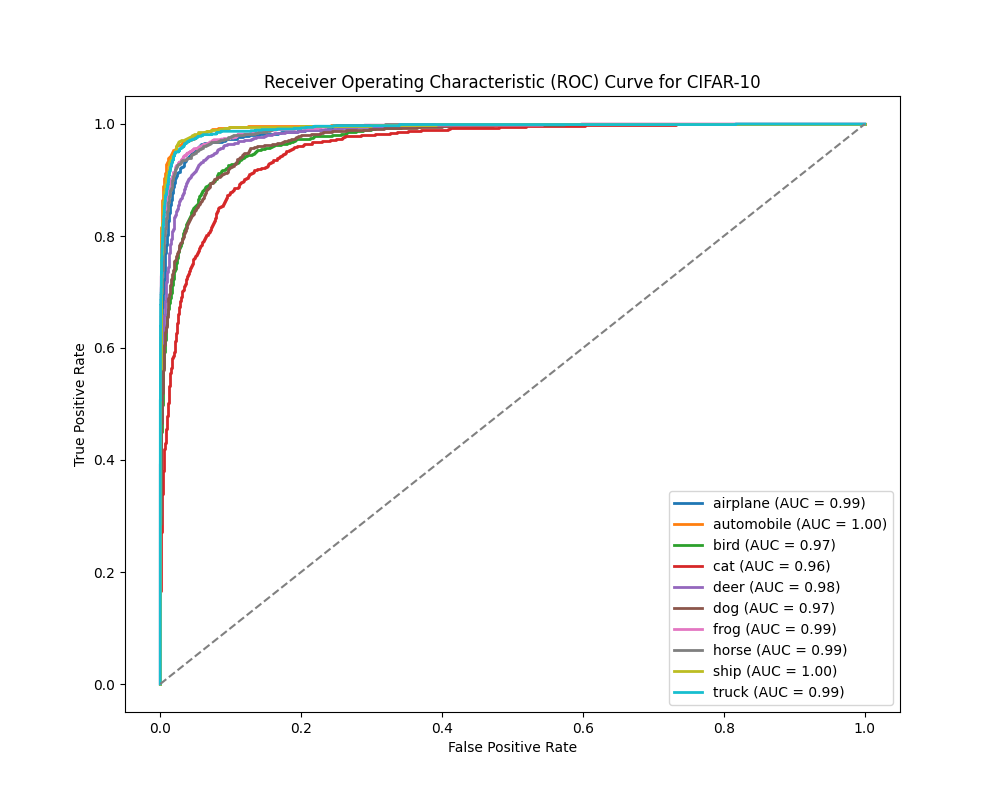 Receiver Operating Characteristic (ROC) Curve for CIFAR-10
True Positive Rate
1.0
0.8
0.6
0.4
0.2
0.0
airplane (AUC = 0.99)
automobile (AUC = 1.00)
bird (AUC = 0.97)
cat (AUC = 0.96)
deer (AUC = 0.98)
dog (AUC = 0.97)
frog (AUC = 0.99)
horse (AUC = 0.99)
ship (AUC = 1.00)
truck (AUC = 0.99)
0.0 0.2 0.4 0.6 0.8 1.0
False Positive Rate